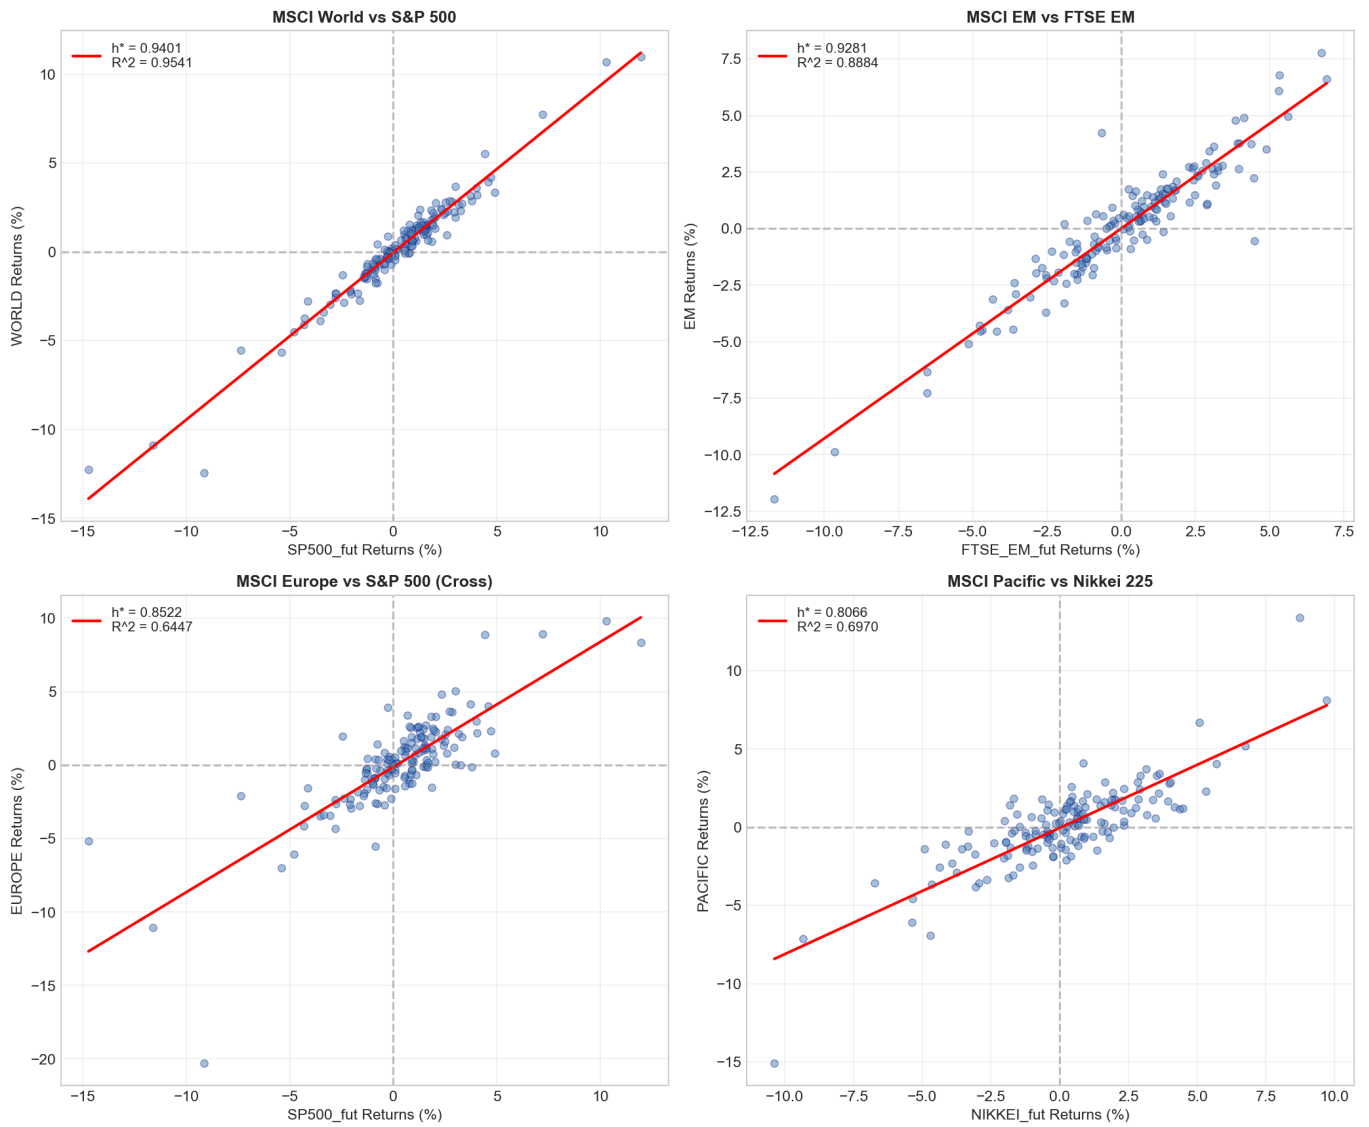 MSCI World vs S&P 500
h* = 0.9401
R^2 = 0.9541
WORLD Returns (%)
10
5
0
−5
−10
−15
−15
−10
−5
0
5
10
SP500_fut Returns (%)
MSCI EM vs FTSE EM
h* = 0.9281
R^2 = 0.8884
EM Returns (%)
7.5
5.0
2.5
0.0
−2.5
−5.0
−7.5
−10.0
−12.5
−12.5
−10.0
−7.5
−5.0
−2.5
0.0
2.5
5.0
7.5
FTSE_EM_fut Returns (%)
MSCI Europe vs S&P 500 (Cross)
h* = 0.8522
R^2 = 0.6447
EUROPE Returns (%)
10
5
0
−5
−10
−15
−20
−15
−10
−5
0
5
10
SP500_fut Returns (%)
MSCI Pacific vs Nikkei 225
h* = 0.8066
R^2 = 0.6970
PACIFIC Returns (%)
10
5
0
−5
−10
−15
−10.0
−7.5
−5.0
−2.5
0.0
2.5
5.0
7.5
10.0
NIKKEI_fut Returns (%)